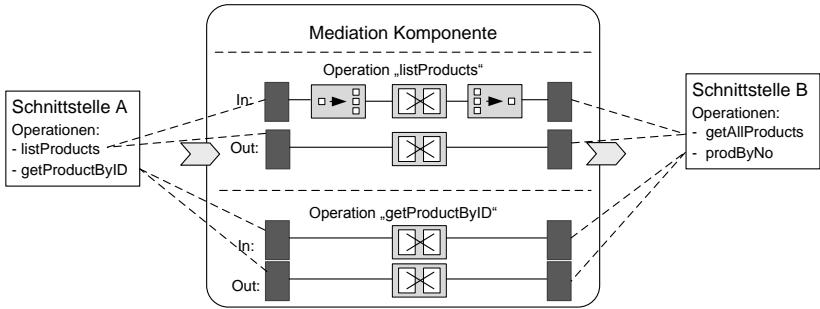 Mediation Komponente
Operation „listProducts“
In:
Out:
Operation „getProductByID“
In:
Out:
Schnittstelle A
Operationen:
- listProducts
- getProductByID
Schnittstelle B
Operationen:
- getAllProducts
- prodByNo